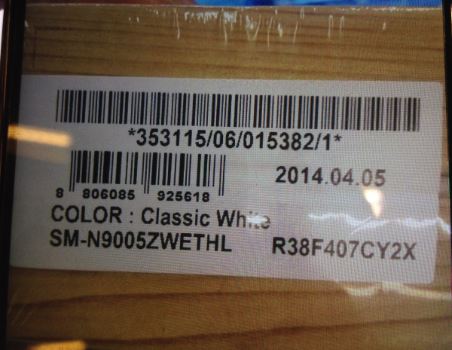 *353115/06/015382/1*
2014.04.05
8 806085 925618
COLOR : Classic White
SM-N9005ZWETHL R38F407CY2X